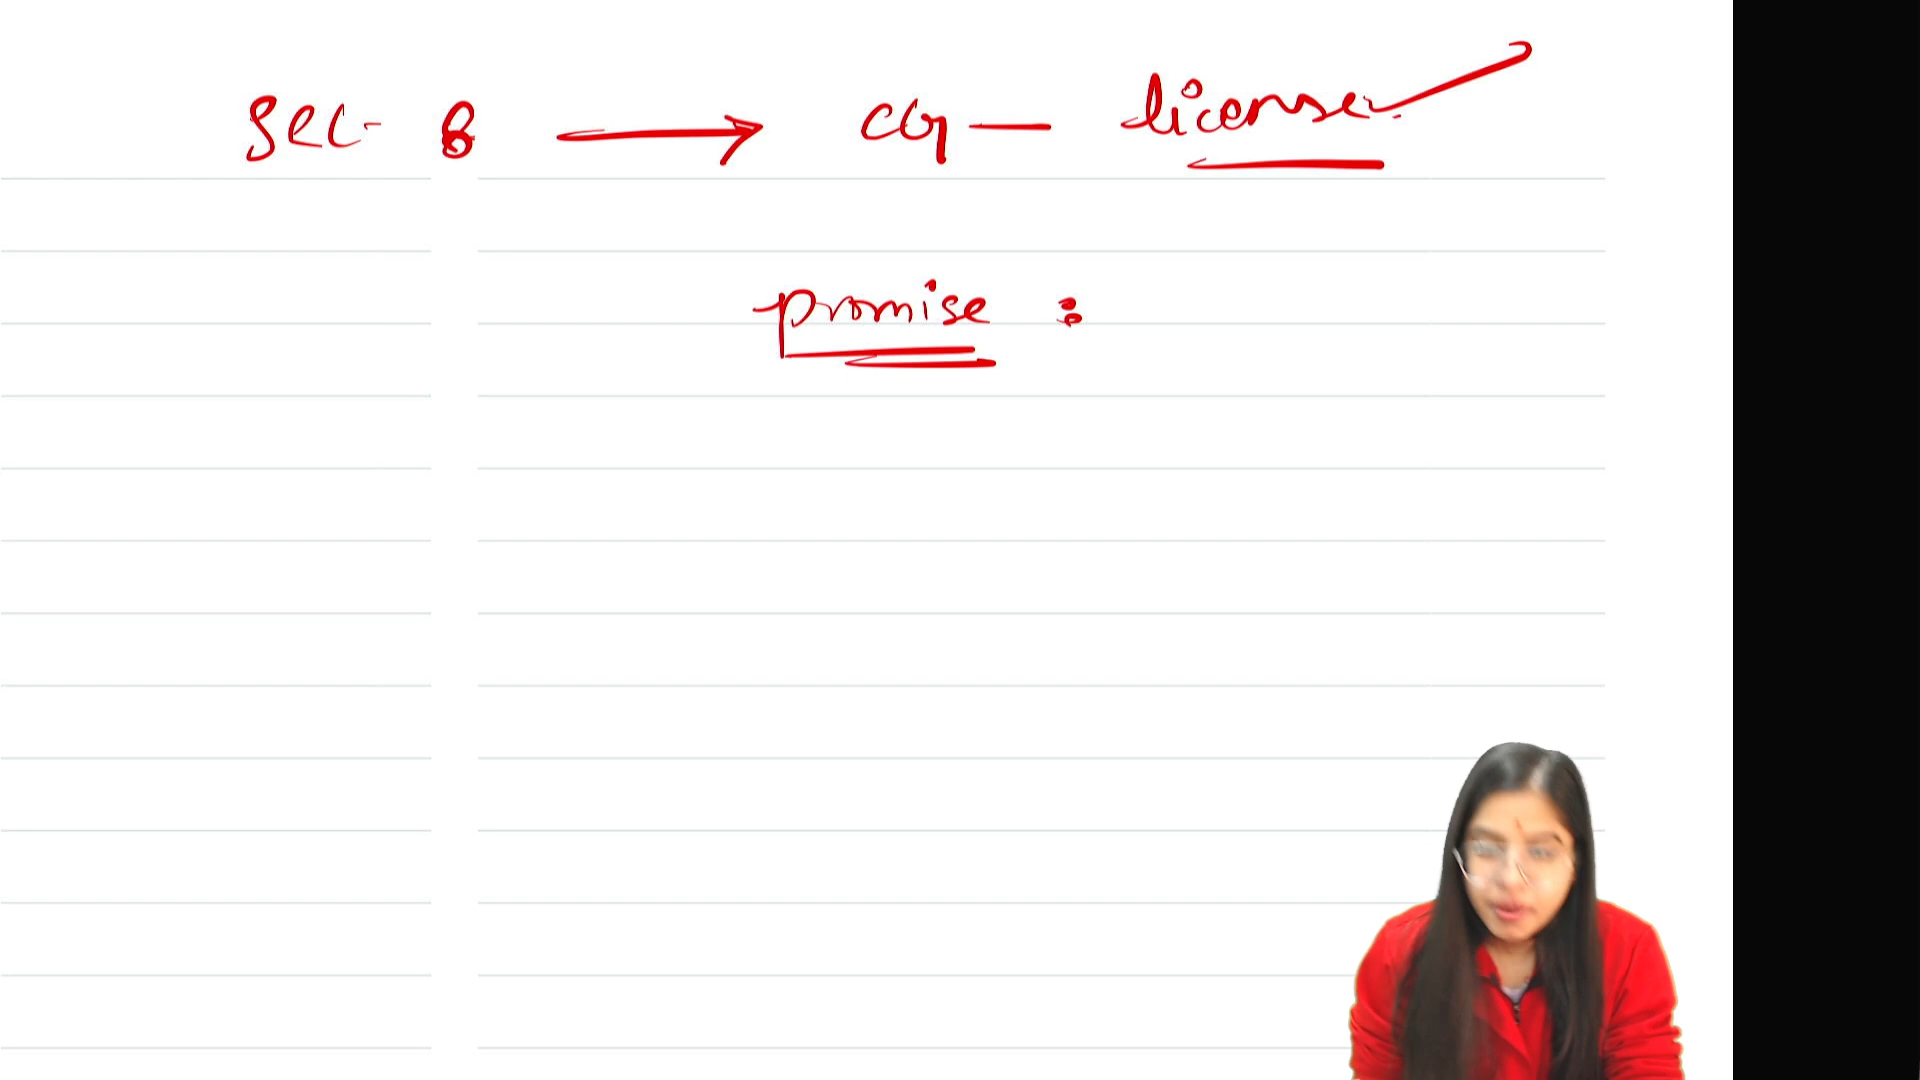 Sec- 8 → CG — license
promise :